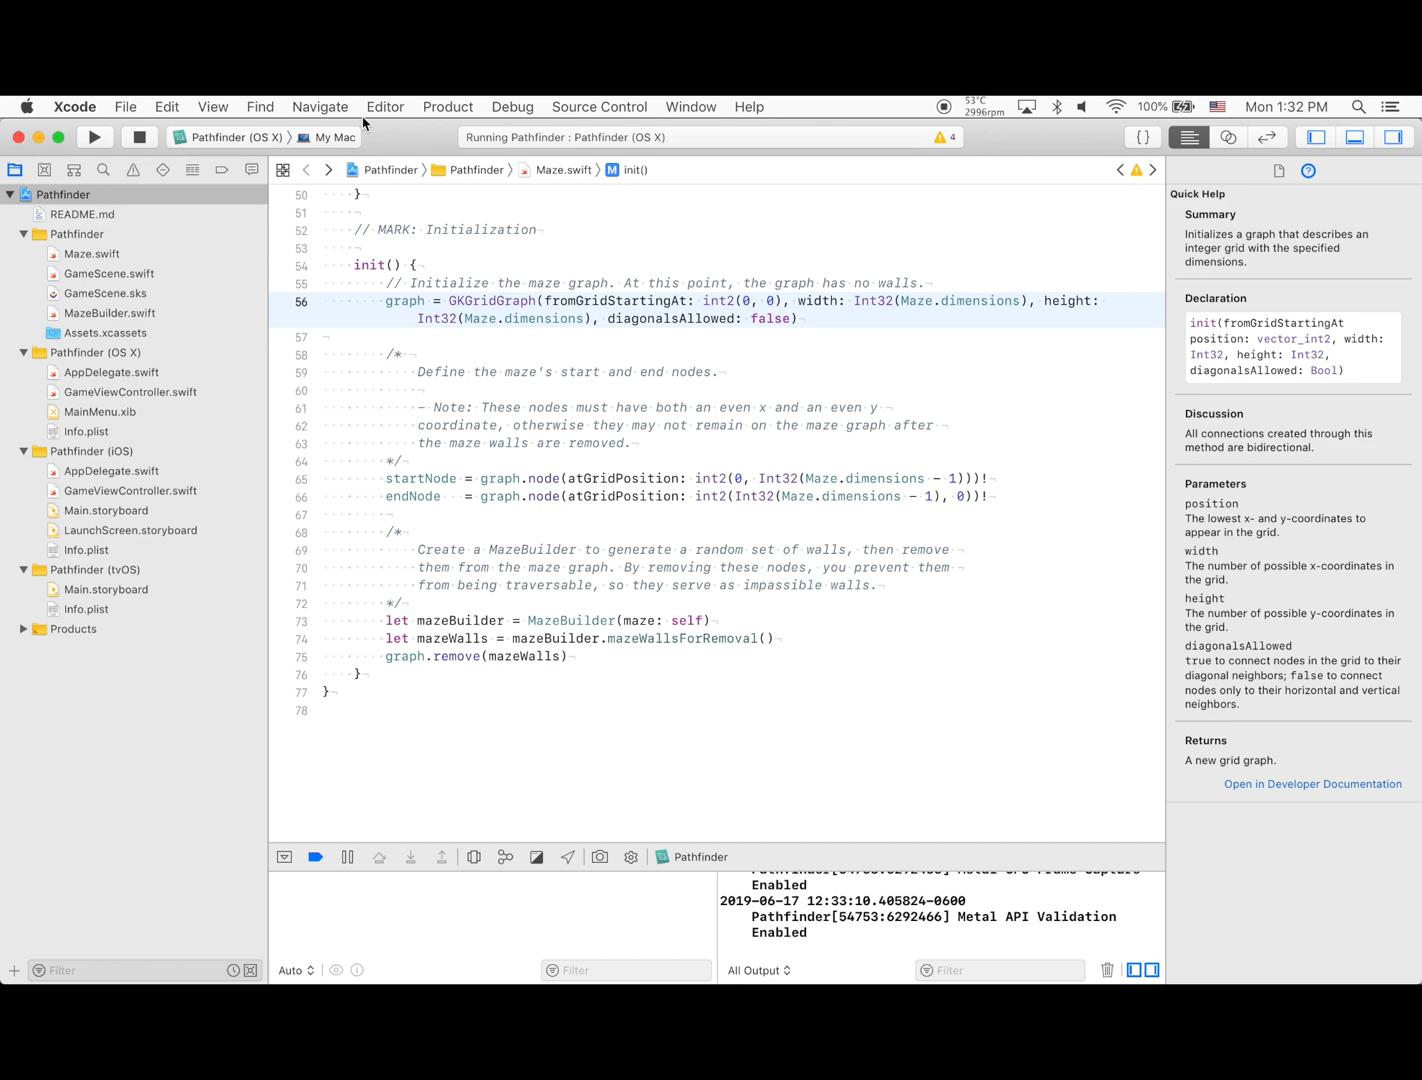 Xcode File Edit View Find Navigate Editor Product Debug Source Control Window Help 53°C 2996rpm 100% Mon 1:32 PM
Pathfinder (OS X) My Mac Running Pathfinder : Pathfinder (OS X) 4 { }
Pathfinder Pathfinder Maze.swift M init()
Pathfinder
README.md
Pathfinder
Maze.swift
GameScene.swift
GameScene.sks
MazeBuilder.swift
Assets.xcassets
Pathfinder (OS X)
AppDelegate.swift
GameViewController.swift
MainMenu.xib
Info.plist
Pathfinder (iOS)
AppDelegate.swift
GameViewController.swift
Main.storyboard
LaunchScreen.storyboard
Info.plist
Pathfinder (tvOS)
Main.storyboard
Info.plist
Products
Filter
50 }
51
52 // MARK: Initialization
53
54 init() {
55 // Initialize the maze graph. At this point, the graph has no walls.
56 graph = GKGridGraph(fromGridStartingAt: int2(0, 0), width: Int32(Maze.dimensions), height:
Int32(Maze.dimensions), diagonalsAllowed: false)
57
58 /*
59 Define the maze's start and end nodes.
60
61 – Note: These nodes must have both an even x and an even y
62 coordinate, otherwise they may not remain on the maze graph after
63 the maze walls are removed.
64 */
65 startNode = graph.node(atGridPosition: int2(0, Int32(Maze.dimensions - 1)))!
66 endNode = graph.node(atGridPosition: int2(Int32(Maze.dimensions - 1), 0))!
67
68 /*
69 Create a MazeBuilder to generate a random set of walls, then remove
70 them from the maze graph. By removing these nodes, you prevent them
71 from being traversable, so they serve as impassible walls.
72 */
73 let mazeBuilder = MazeBuilder(maze: self)
74 let mazeWalls = mazeBuilder.mazeWallsForRemoval()
75 graph.remove(mazeWalls)
76 }
77 }
78
Pathfinder
Enabled
2019-06-17 12:33:10.405824-0600
Pathfinder[54753:6292466] Metal API Validation
Enabled
Auto Filter All Output Filter
Quick Help
Summary
Initializes a graph that describes an
integer grid with the specified
dimensions.
Declaration
init(fromGridStartingAt
position: vector_int2, width:
Int32, height: Int32,
diagonalsAllowed: Bool)
Discussion
All connections created through this
method are bidirectional.
Parameters
position
The lowest x- and y-coordinates to
appear in the grid.
width
The number of possible x-coordinates in
the grid.
height
The number of possible y-coordinates in
the grid.
diagonalsAllowed
true to connect nodes in the grid to their
diagonal neighbors; false to connect
nodes only to their horizontal and vertical
neighbors.
Returns
A new grid graph.
Open in Developer Documentation